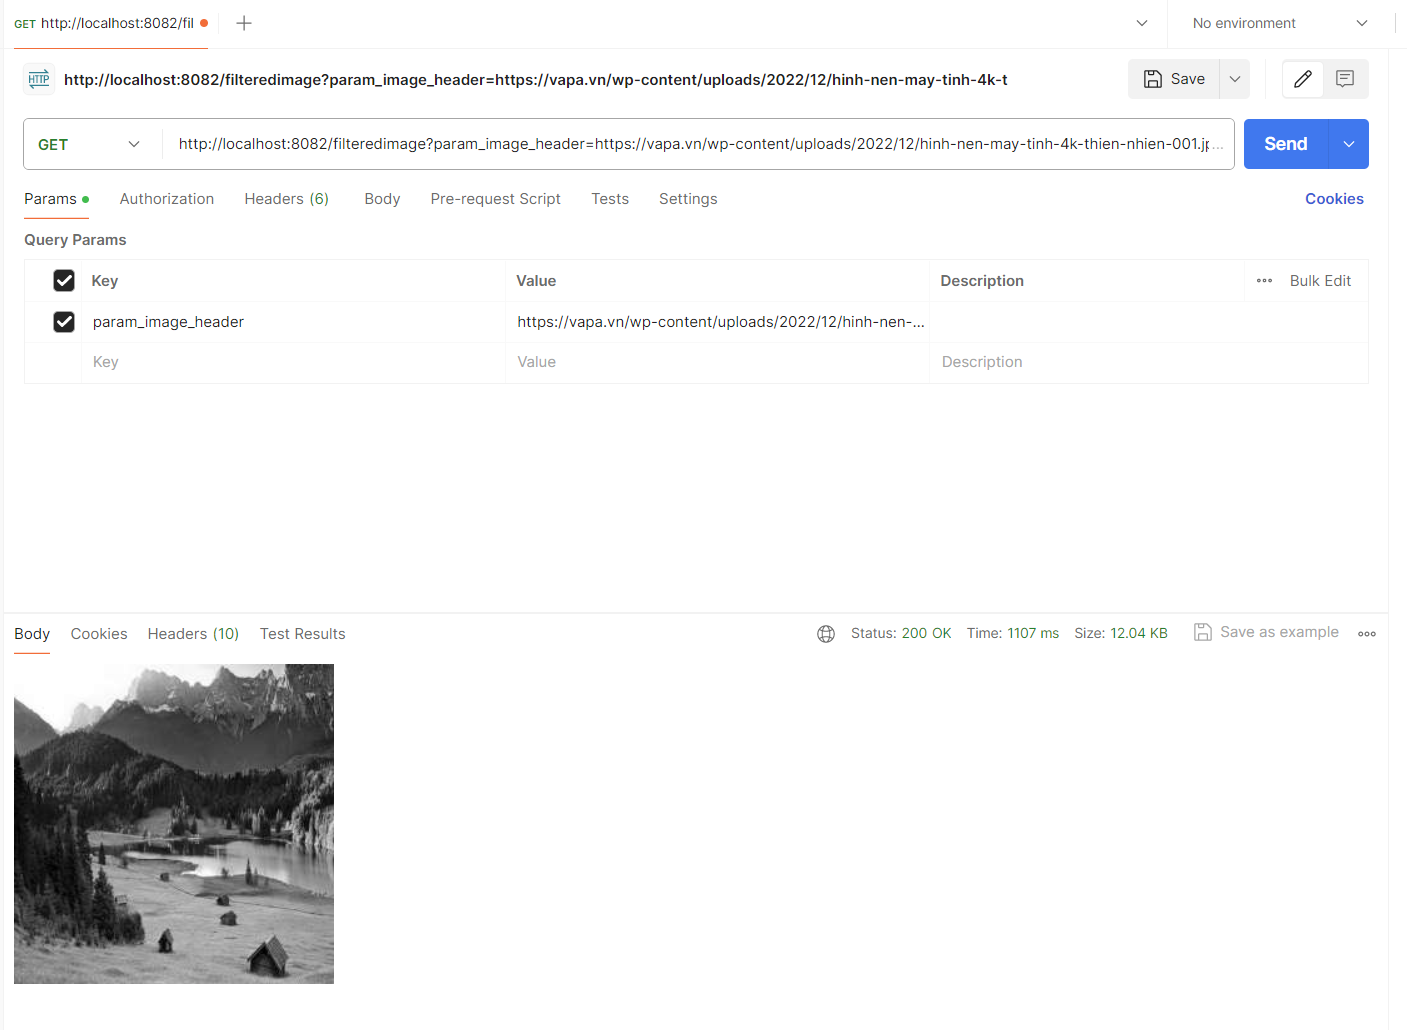 GET http://localhost:8082/fil
No environment
HTTP http://localhost:8082/filteredimage?param_image_header=https://vapa.vn/wp-content/uploads/2022/12/hinh-nen-may-tinh-4k-t
Save
GET http://localhost:8082/filteredimage?param_image_header=https://vapa.vn/wp-content/uploads/2022/12/hinh-nen-may-tinh-4k-thien-nhien-001.jp...
Send
Params Authorization Headers (6) Body Pre-request Script Tests Settings Cookies
Query Params
Key Value Description Bulk Edit
param_image_header https://vapa.vn/wp-content/uploads/2022/12/hinh-nen-...
Key Value Description
Body Cookies Headers (10) Test Results Status: 200 OK Time: 1107 ms Size: 12.04 KB Save as example